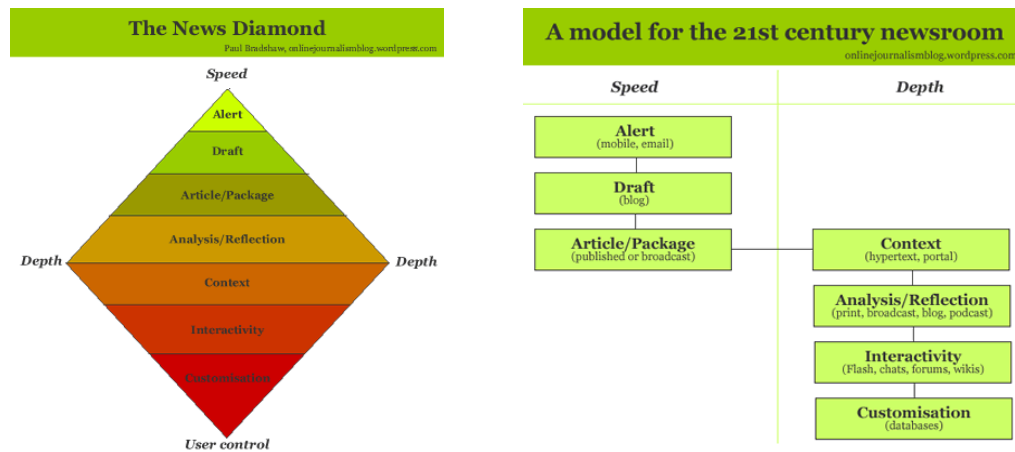 The News Diamond
Paul Bradshaw, onlinejournalismblog.wordpress.com
Speed
Alert
Draft
Article/Package
Analysis/Reflection
Depth
Depth
Context
Interactivity
Customisation
User control
A model for the 21st century newsroom
onlinejournalismblog.wordpress.com
Speed
Depth
Alert
(mobile, email)
Draft
(blog)
Article/Package
(published or broadcast)
Context
(hypertext, portal)
Analysis/Reflection
(print, broadcast, blog, podcast)
Interactivity
(Flash, chats, forums, wikis)
Customisation
(databases)